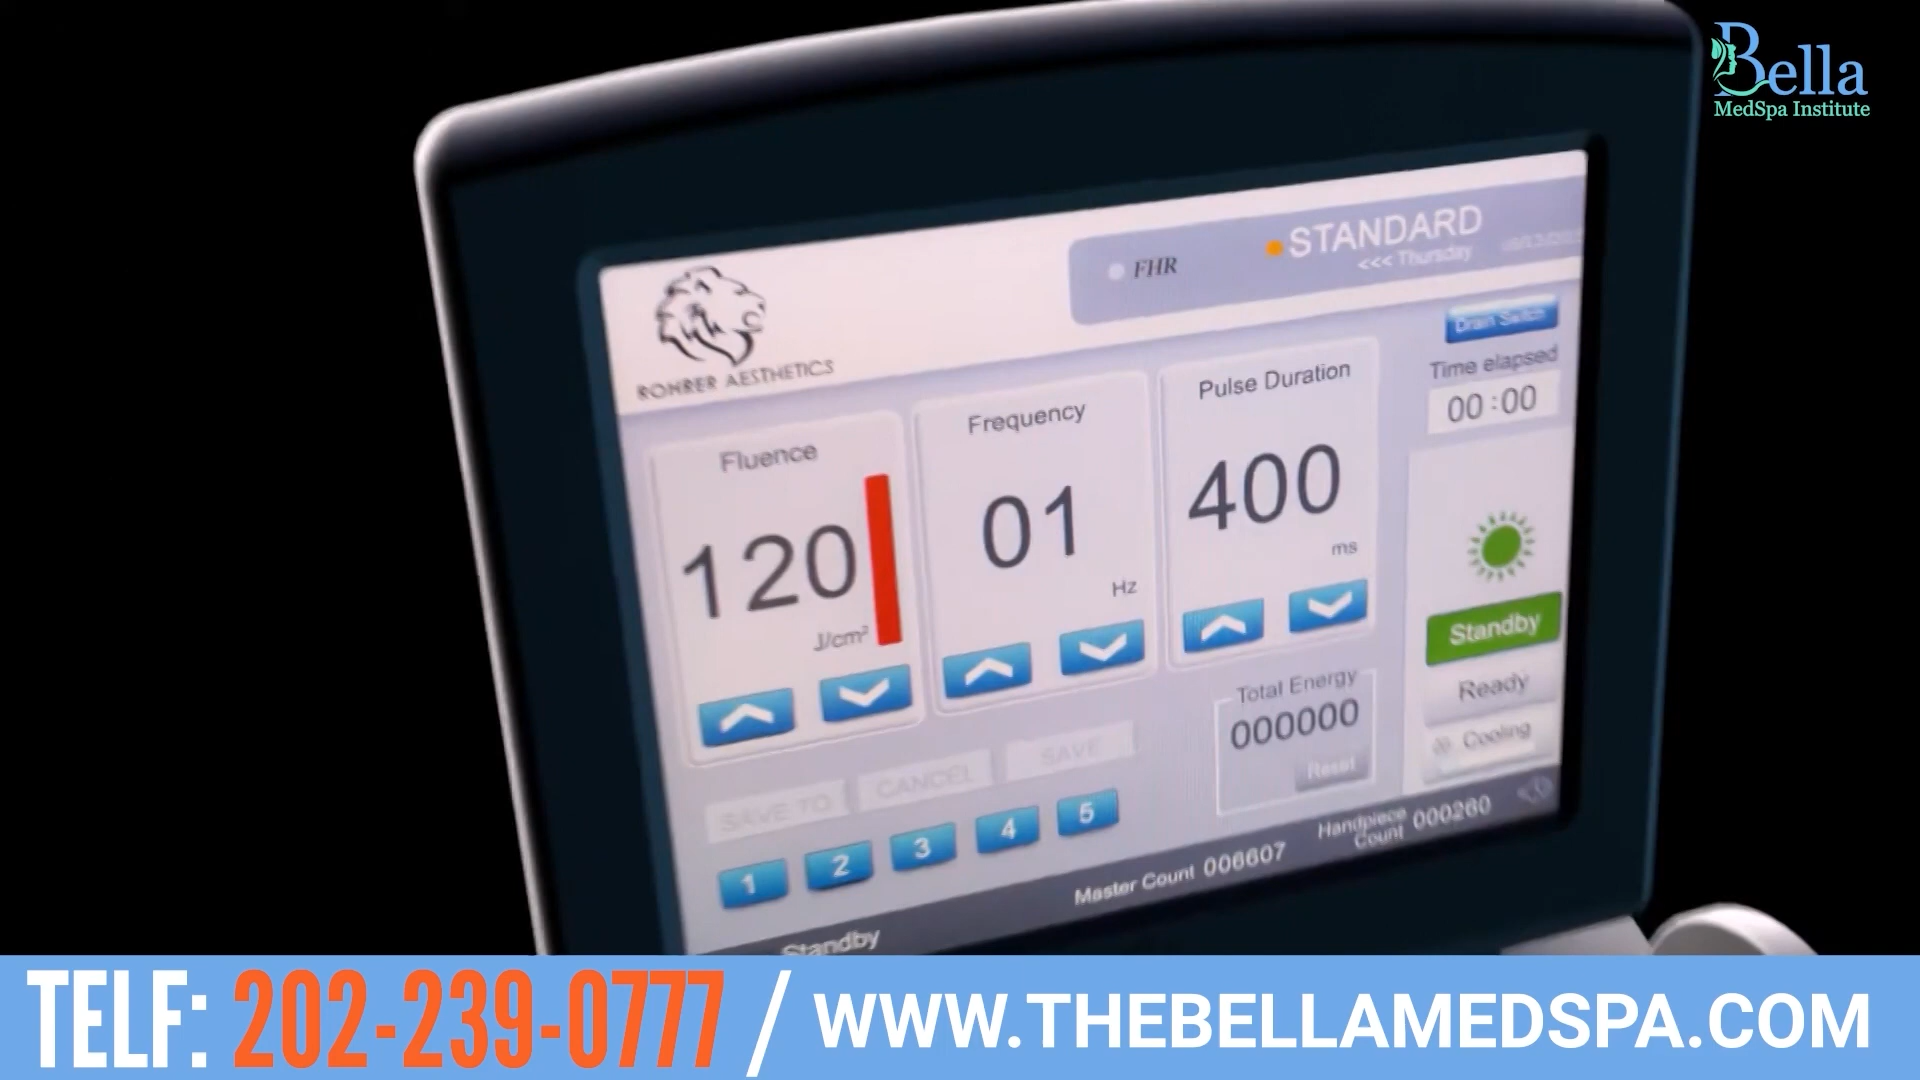 Bella
MedSpa Institute
STANDARD
FHR
<<< Thursday
Drain Switch
ROHRER AESTHETICS
Time elapsed
00:00
Fluence
120
J/cm²
Frequency
01
Hz
Pulse Duration
400
ms
Standby
Ready
Cooling
Total Energy
000000
Reset
SAVE TO
CANCEL
SAVE
1 2 3 4 5
Master Count 006607
Handpiece
Count 000260
Standby
TELF: 202-239-0777 / WWW.THEBELLAMEDSPA.COM